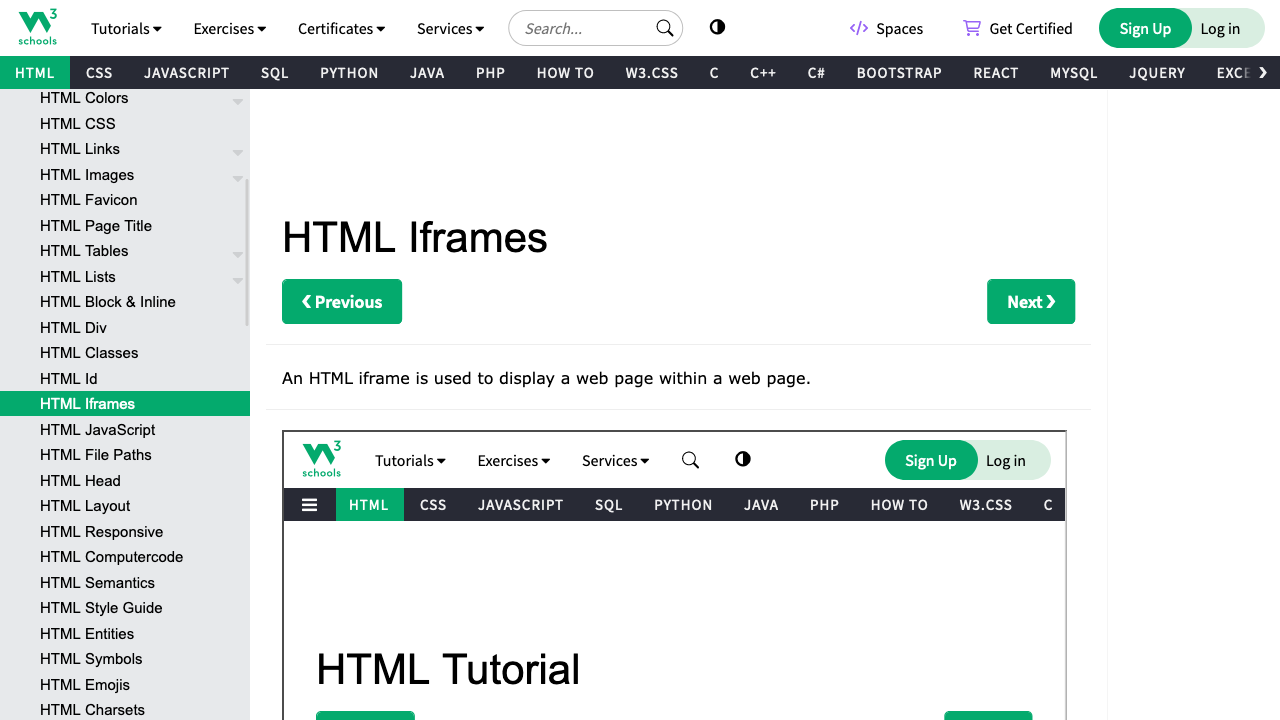 W3 schools Tutorials Exercises Certificates Services Search... Spaces Get Certified Sign Up Log in
HTML CSS JAVASCRIPT SQL PYTHON JAVA PHP HOW TO W3.CSS C C++ C# BOOTSTRAP REACT MYSQL JQUERY EXCE ❯
HTML Colors
HTML CSS
HTML Links
HTML Images
HTML Favicon
HTML Page Title
HTML Tables
HTML Lists
HTML Block & Inline
HTML Div
HTML Classes
HTML Id
HTML Iframes
HTML JavaScript
HTML File Paths
HTML Head
HTML Layout
HTML Responsive
HTML Computercode
HTML Semantics
HTML Style Guide
HTML Entities
HTML Symbols
HTML Emojis
HTML Charsets
HTML Iframes
❮ Previous Next ❯
An HTML iframe is used to display a web page within a web page.
W3 schools Tutorials Exercises Services Sign Up Log in
HTML CSS JAVASCRIPT SQL PYTHON JAVA PHP HOW TO W3.CSS C
HTML Tutorial